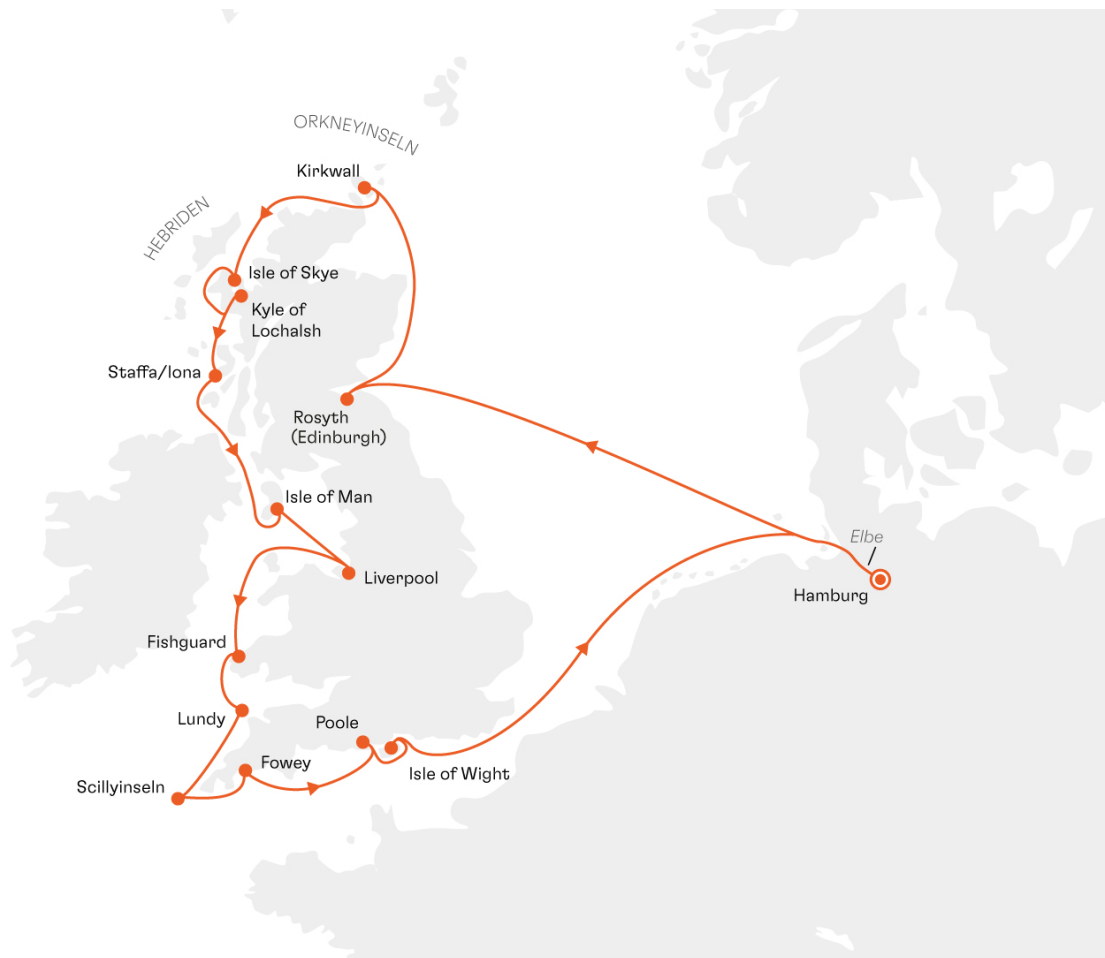 ORKNEYINSELN
Kirkwall
HEBRIDEN
Isle of Skye
Kyle of
Lochalsh
Staffa/Iona
Rosyth
(Edinburgh)
Isle of Man
Elbe
Liverpool
Hamburg
Fishguard
Lundy
Poole
Fowey
Isle of Wight
Scillyinseln